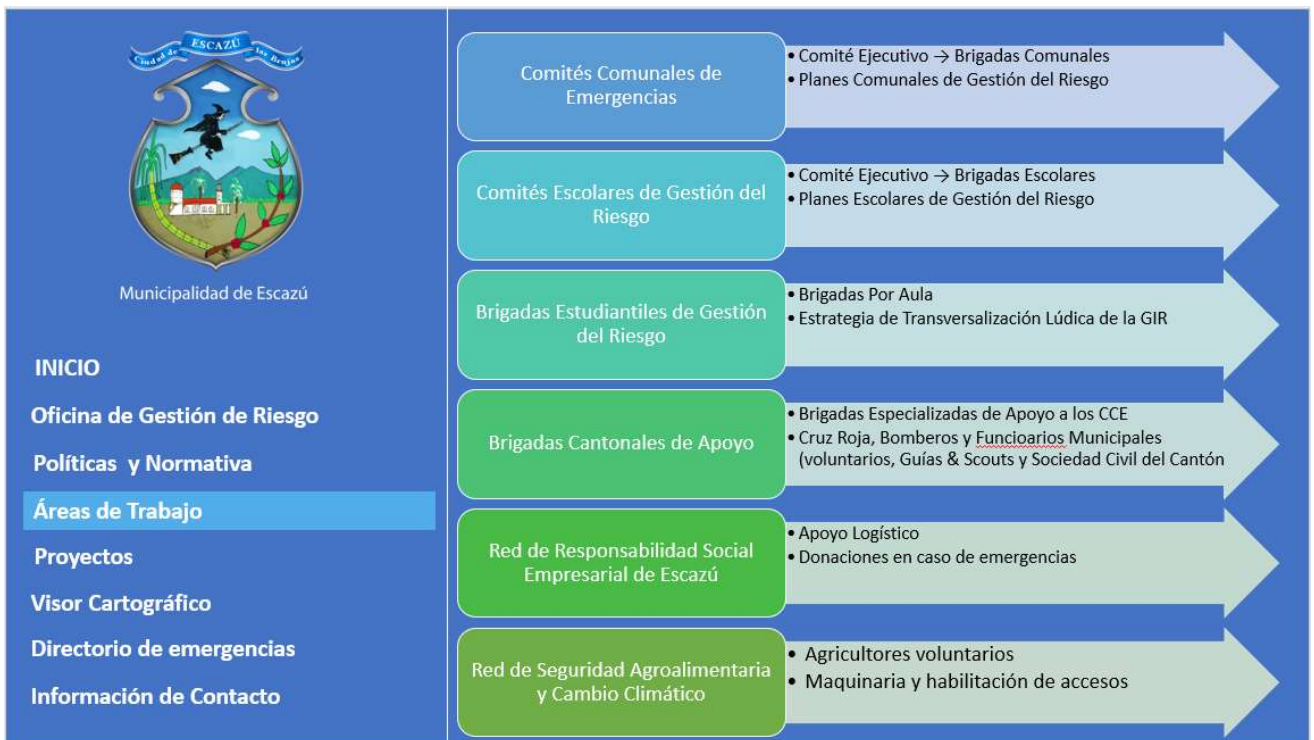 Ciudad de ESCAZÚ las Brujas
Municipalidad de Escazú
INICIO
Oficina de Gestión de Riesgo
Políticas y Normativa
Áreas de Trabajo
Proyectos
Visor Cartográfico
Directorio de emergencias
Información de Contacto
Comités Comunales de
Emergencias
• Comité Ejecutivo → Brigadas Comunales
• Planes Comunales de Gestión del Riesgo
Comités Escolares de Gestión del
Riesgo
• Comité Ejecutivo → Brigadas Escolares
• Planes Escolares de Gestión del Riesgo
Brigadas Estudiantiles de Gestión
del Riesgo
• Brigadas Por Aula
• Estrategia de Transversalización Lúdica de la GIR
Brigadas Cantonales de Apoyo
• Brigadas Especializadas de Apoyo a los CCE
• Cruz Roja, Bomberos y Funcioarios Municipales
(voluntarios, Guías & Scouts y Sociedad Civil del Cantón
Red de Responsabilidad Social
Empresarial de Escazú
• Apoyo Logístico
• Donaciones en caso de emergencias
Red de Seguridad Agroalimentaria
y Cambio Climático
• Agricultores voluntarios
• Maquinaria y habilitación de accesos